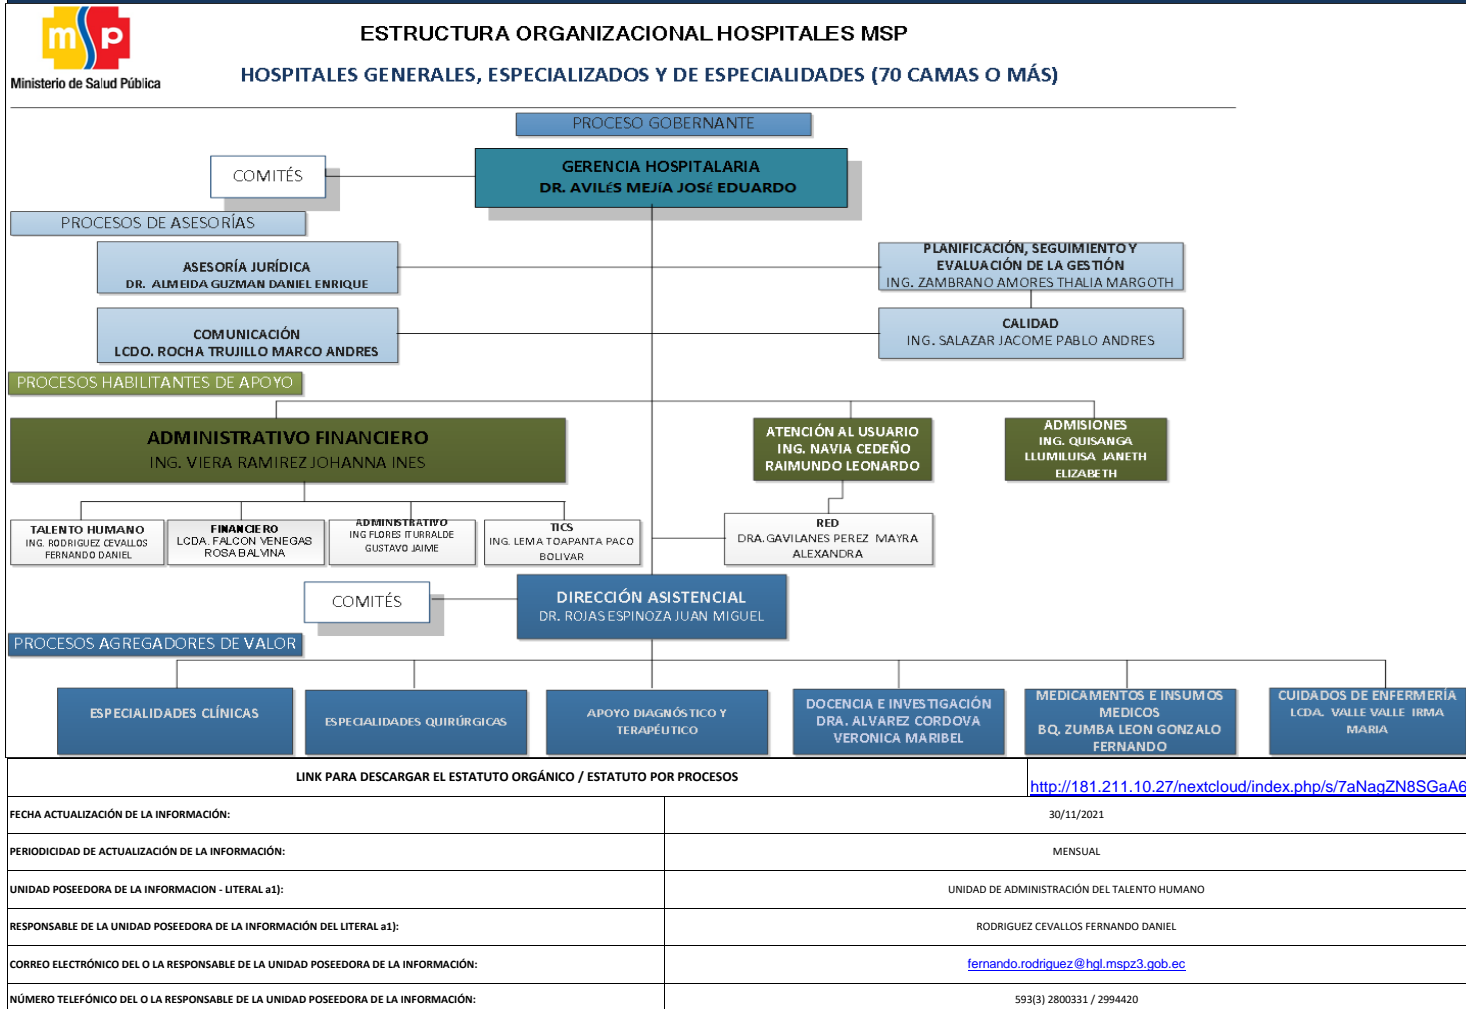 msp
Ministerio de Salud Pública
ESTRUCTURA ORGANIZACIONAL HOSPITALES MSP
HOSPITALES GENERALES, ESPECIALIZADOS Y DE ESPECIALIDADES (70 CAMAS O MÁS)
PROCESO GOBERNANTE
COMITÉS
GERENCIA HOSPITALARIA
DR. AVILÉS MEJÍA JOSÉ EDUARDO
PROCESOS DE ASESORÍAS
ASESORÍA JURÍDICA
DR. ALMEIDA GUZMAN DANIEL ENRIQUE
PLANIFICACIÓN, SEGUIMIENTO Y
EVALUACIÓN DE LA GESTIÓN
ING. ZAMBRANO AMORES THALIA MARGOTH
COMUNICACIÓN
LCDO. ROCHA TRUJILLO MARCO ANDRES
CALIDAD
ING. SALAZAR JACOME PABLO ANDRES
PROCESOS HABILITANTES DE APOYO
ADMINISTRATIVO FINANCIERO
ING. VIERA RAMIREZ JOHANNA INES
ATENCIÓN AL USUARIO
ING. NAVIA CEDEÑO
RAIMUNDO LEONARDO
ADMISIONES
ING. QUISANGA
LLUMILUISA JANETH
ELIZABETH
TALENTO HUMANO
ING. RODRIGUEZ CEVALLOS
FERNANDO DANIEL
FINANCIERO
LCDA. FALCON VENEGAS
ROSA BALVINA
ADMINISTRATIVO
ING FLORES ITURRALDE
GUSTAVO JAIME
TICS
ING. LEMA TOAPANTA PACO
BOLIVAR
RED
DRA. GAVILANES PEREZ MAYRA
ALEXANDRA
COMITÉS
DIRECCIÓN ASISTENCIAL
DR. ROJAS ESPINOZA JUAN MIGUEL
PROCESOS AGREGADORES DE VALOR
ESPECIALIDADES CLÍNICAS
ESPECIALIDADES QUIRÚRGICAS
APOYO DIAGNÓSTICO Y
TERAPÉUTICO
DOCENCIA E INVESTIGACIÓN
DRA. ALVAREZ CORDOVA
VERONICA MARIBEL
MEDICAMENTOS E INSUMOS
MEDICOS
BQ. ZUMBA LEON GONZALO
FERNANDO
CUIDADOS DE ENFERMERÍA
LCDA. VALLE VALLE IRMA
MARIA
LINK PARA DESCARGAR EL ESTATUTO ORGÁNICO / ESTATUTO POR PROCESOS
http://181.211.10.27/nextcloud/index.php/s/7aNagZN8SGaA6
FECHA ACTUALIZACIÓN DE LA INFORMACIÓN:
30/11/2021
PERIODICIDAD DE ACTUALIZACIÓN DE LA INFORMACIÓN:
MENSUAL
UNIDAD POSEEDORA DE LA INFORMACION - LITERAL a1):
UNIDAD DE ADMINISTRACIÓN DEL TALENTO HUMANO
RESPONSABLE DE LA UNIDAD POSEEDORA DE LA INFORMACIÓN DEL LITERAL a1):
RODRIGUEZ CEVALLOS FERNANDO DANIEL
CORREO ELECTRÓNICO DEL O LA RESPONSABLE DE LA UNIDAD POSEEDORA DE LA INFORMACIÓN:
fernando.rodriguez@hgl.mspz3.gob.ec
NÚMERO TELEFÓNICO DEL O LA RESPONSABLE DE LA UNIDAD POSEEDORA DE LA INFORMACIÓN:
593(3) 2800331 / 2994420